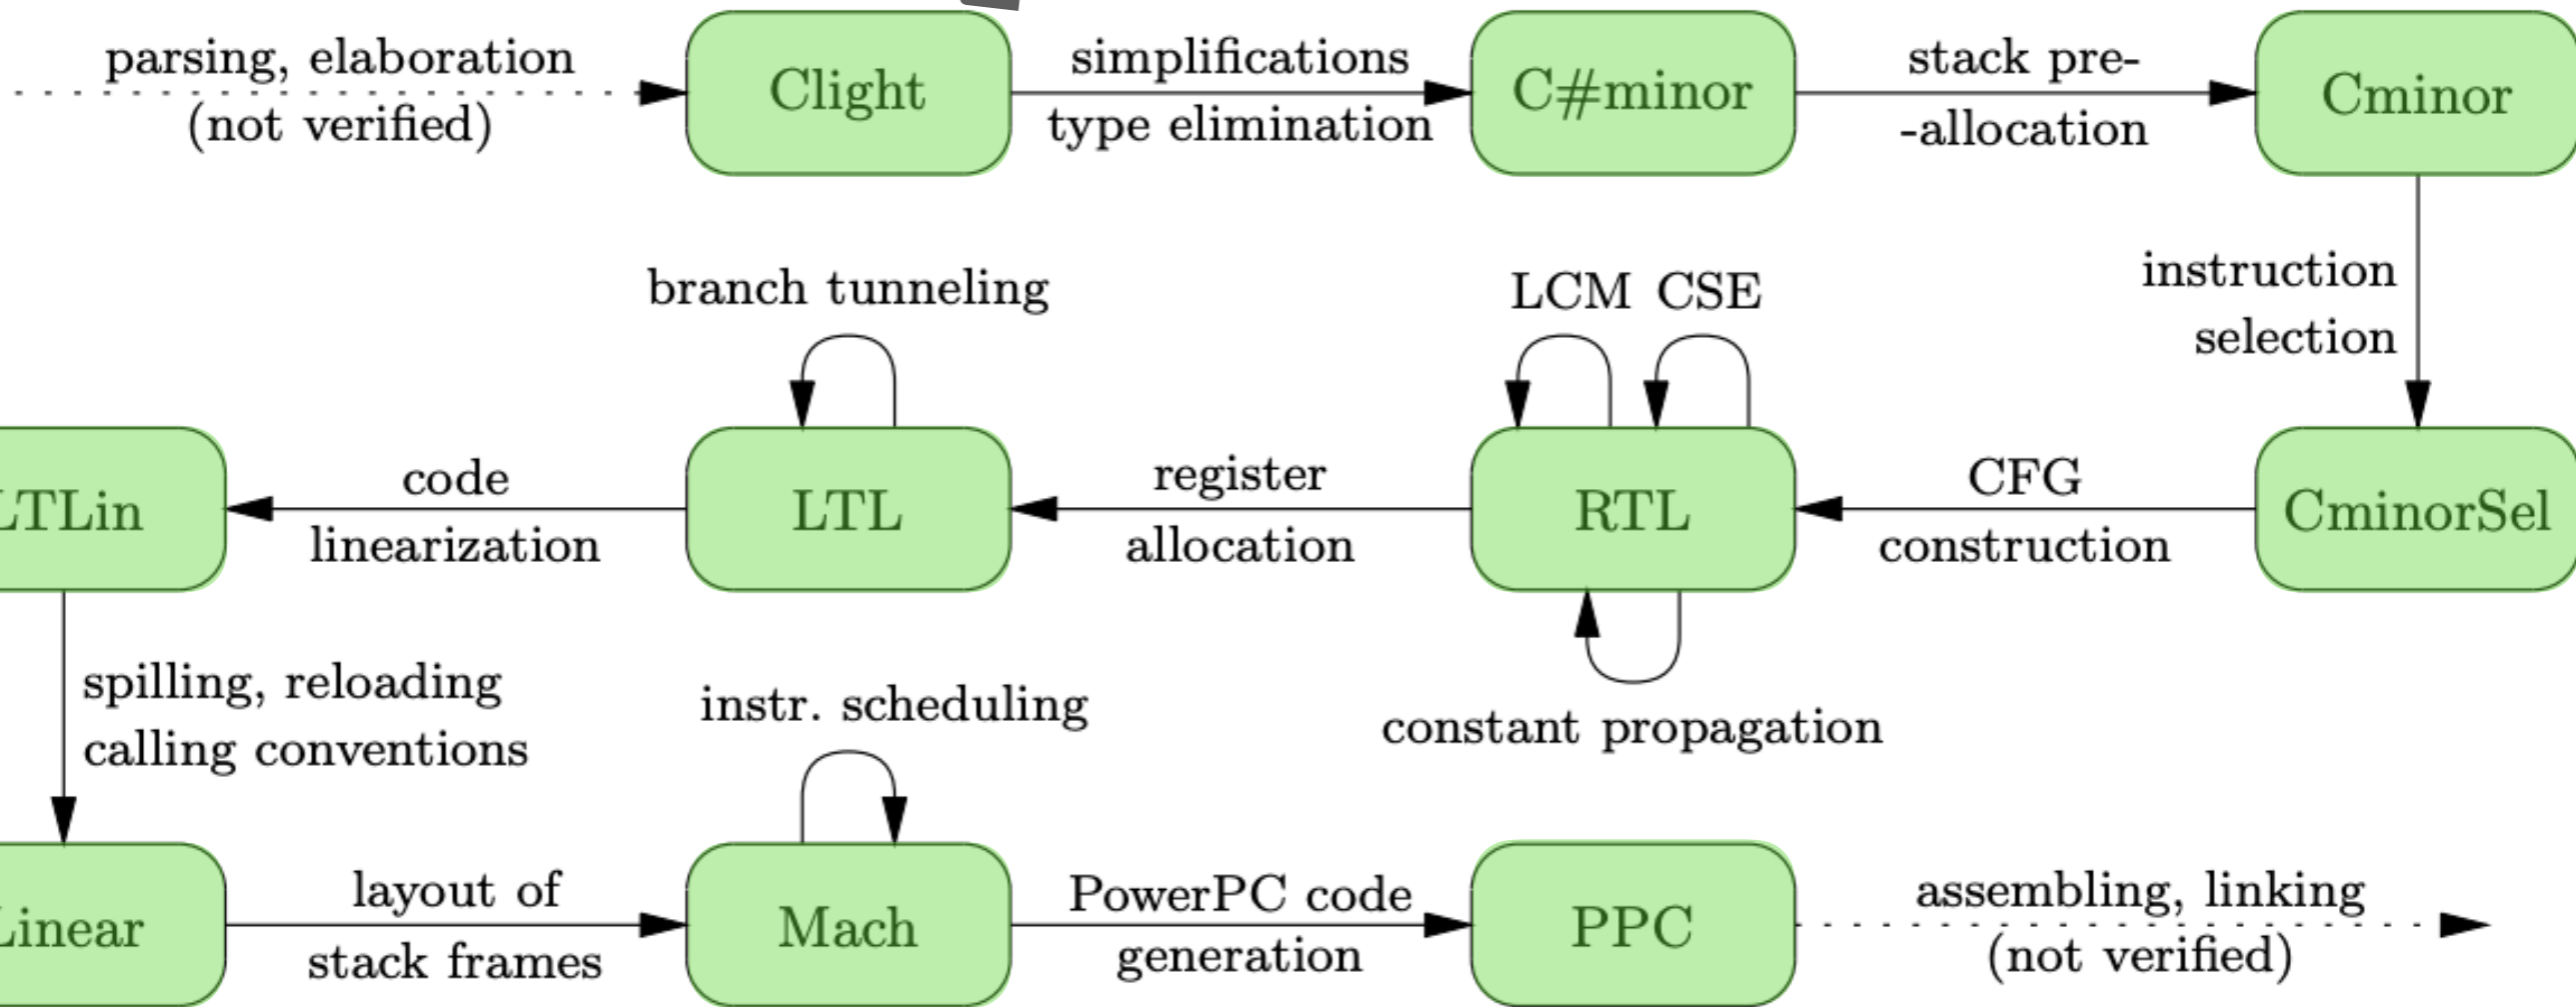 parsing, elaboration
(not verified)
Clight
simplifications
type elimination
C#minor
stack pre-
-allocation
Cminor
instruction
selection
branch tunneling
LCM
CSE
LTLin
code
linearization
LTL
register
allocation
RTL
CFG
construction
CminorSel
spilling, reloading
calling conventions
constant propagation
instr. scheduling
Linear
layout of
stack frames
Mach
PowerPC code
generation
PPC
assembling, linking
(not verified)